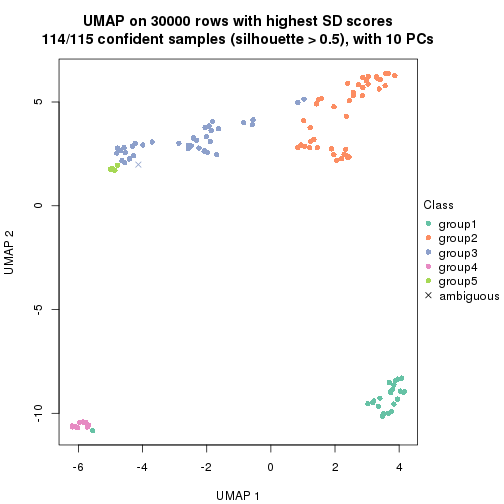 UMAP on 30000 rows with highest SD scores
114/115 confident samples (silhouette > 0.5), with 10 PCs
5
0
-5
-10
UMAP 2
-6
-4
-2
0
2
4
UMAP 1
Class
group1
group2
group3
group4
group5
ambiguous